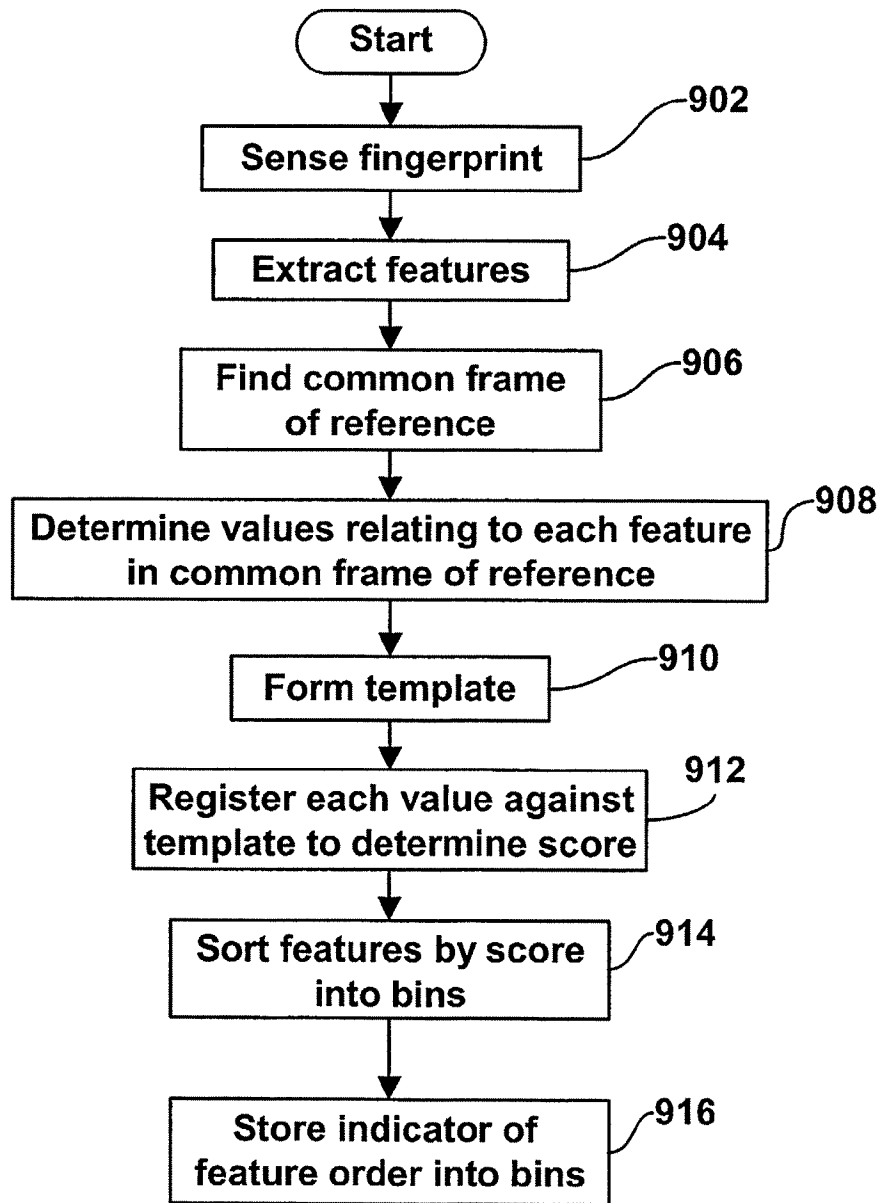 Start
902
Sense fingerprint
904
Extract features
906
Find common frame
of reference
908
Determine values relating to each feature
in common frame of reference
910
Form template
912
Register each value against
template to determine score
914
Sort features by score
into bins
916
Store indicator of
feature order into bins